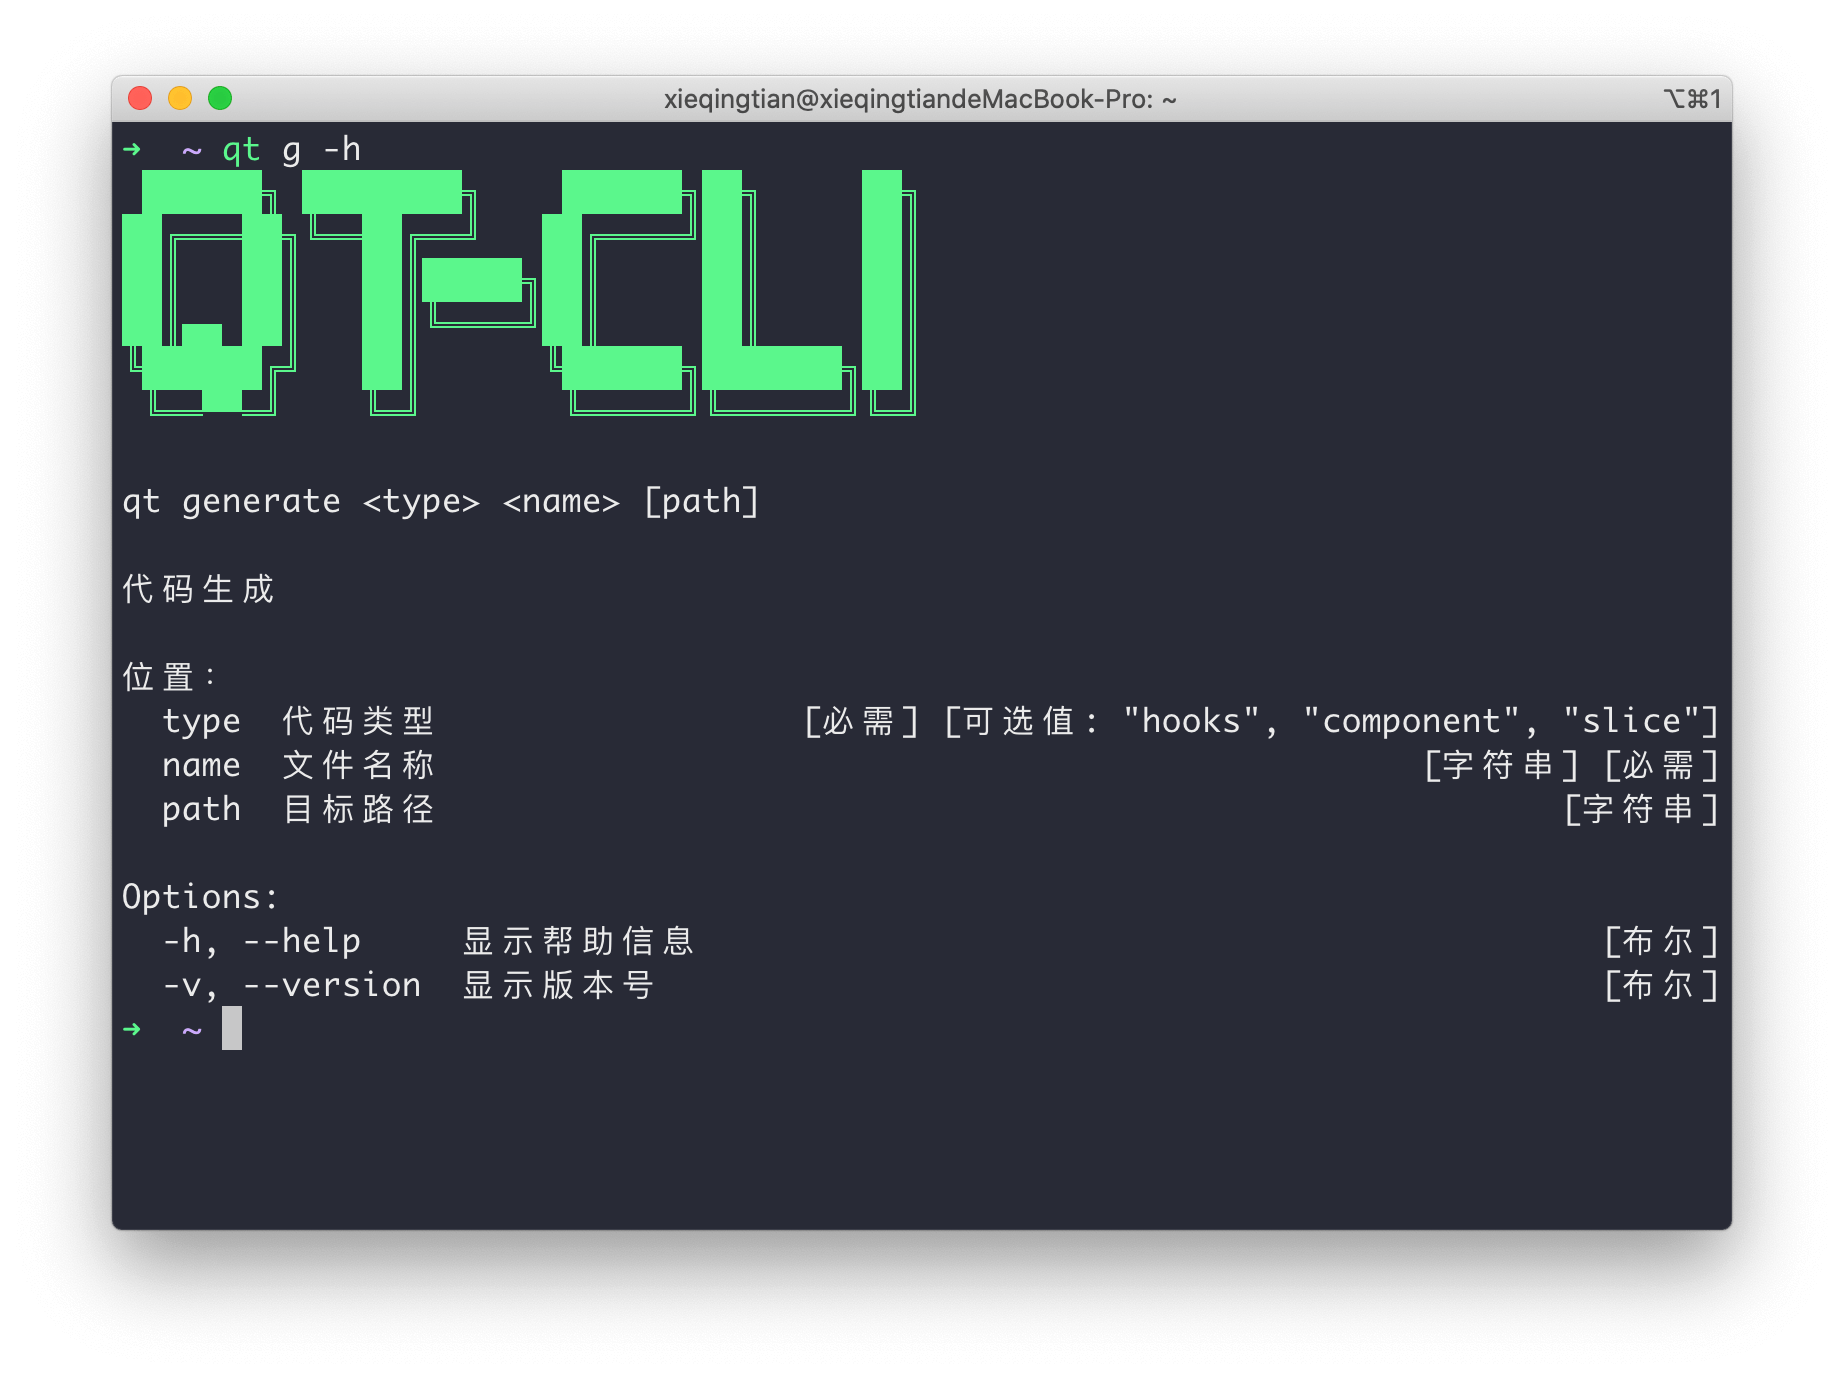 xieqingtian@xieqingtiandeMacBook-Pro: ~ ⌥⌘1
➜ ~ qt g -h
QT-CLI
qt generate <type> <name> [path]
代码生成
位置：
type 代码类型 [必需] [可选值: "hooks", "component", "slice"]
name 文件名称 [字符串] [必需]
path 目标路径 [字符串]
Options:
-h, --help 显示帮助信息 [布尔]
-v, --version 显示版本号 [布尔]
➜ ~